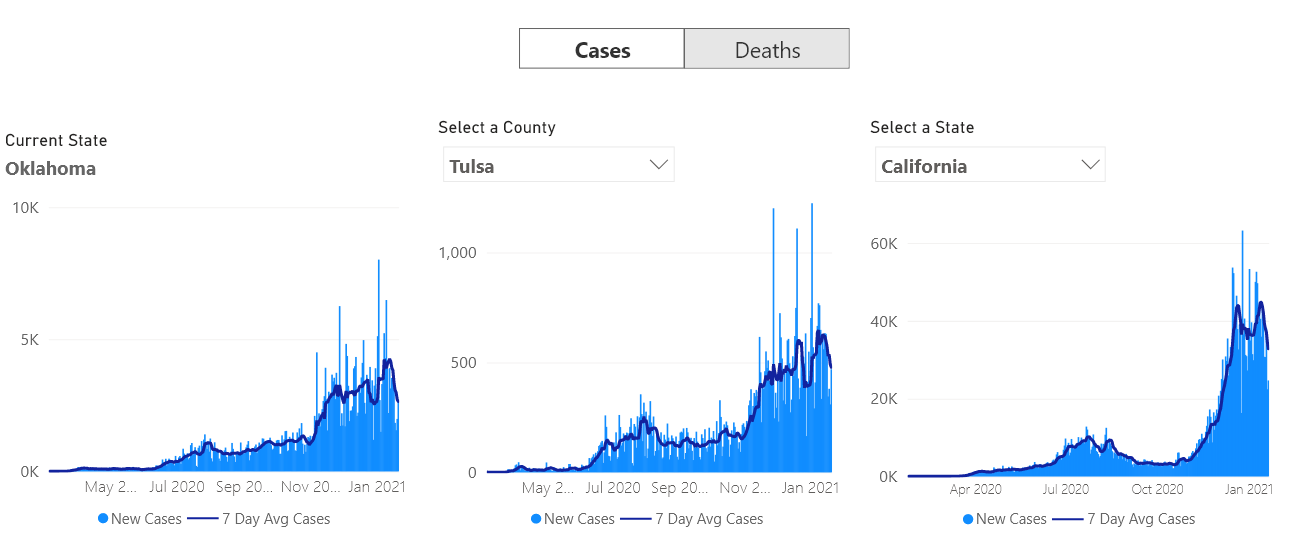 Cases Deaths
Current State
Oklahoma
10K
5K
0K
May 2... Jul 2020 Sep 20... Nov 20... Jan 2021
New Cases 7 Day Avg Cases
Select a County
Tulsa
1,000
500
0
May 2... Jul 2020 Sep 20... Nov 2... Jan 2021
New Cases 7 Day Avg Cases
Select a State
California
60K
40K
20K
0K
Apr 2020 Jul 2020 Oct 2020 Jan 2021
New Cases 7 Day Avg Cases